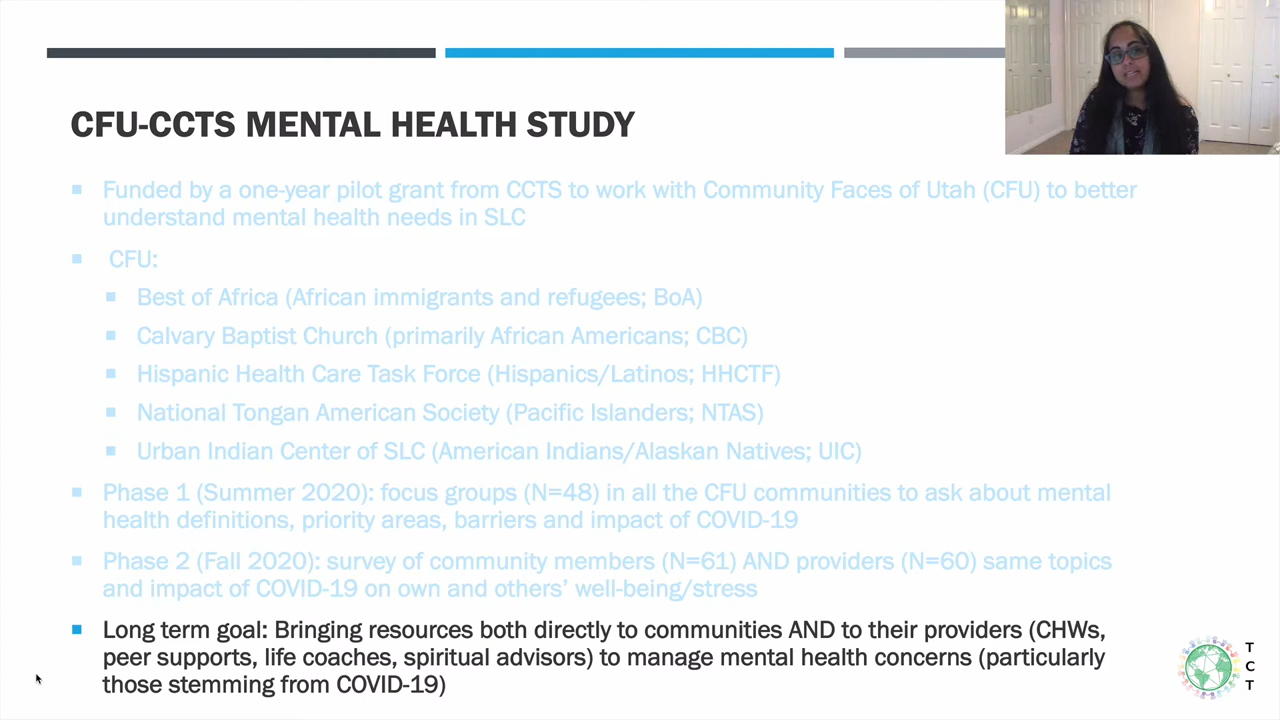 CFU-CCTS MENTAL HEALTH STUDY
Funded by a one-year pilot grant from CCTS to work with Community Faces of Utah (CFU) to better
understand mental health needs in SLC
CFU:
Best of Africa (African immigrants and refugees; BoA)
Calvary Baptist Church (primarily African Americans; CBC)
Hispanic Health Care Task Force (Hispanics/Latinos; HHCTF)
National Tongan American Society (Pacific Islanders; NTAS)
Urban Indian Center of SLC (American Indians/Alaskan Natives; UIC)
Phase 1 (Summer 2020): focus groups (N=48) in all the CFU communities to ask about mental
health definitions, priority areas, barriers and impact of COVID-19
Phase 2 (Fall 2020): survey of community members (N=61) AND providers (N=60) same topics
and impact of COVID-19 on own and others' well-being/stress
Long term goal: Bringing resources both directly to communities AND to their providers (CHWs,
peer supports, life coaches, spiritual advisors) to manage mental health concerns (particularly
those stemming from COVID-19)
T
C
T